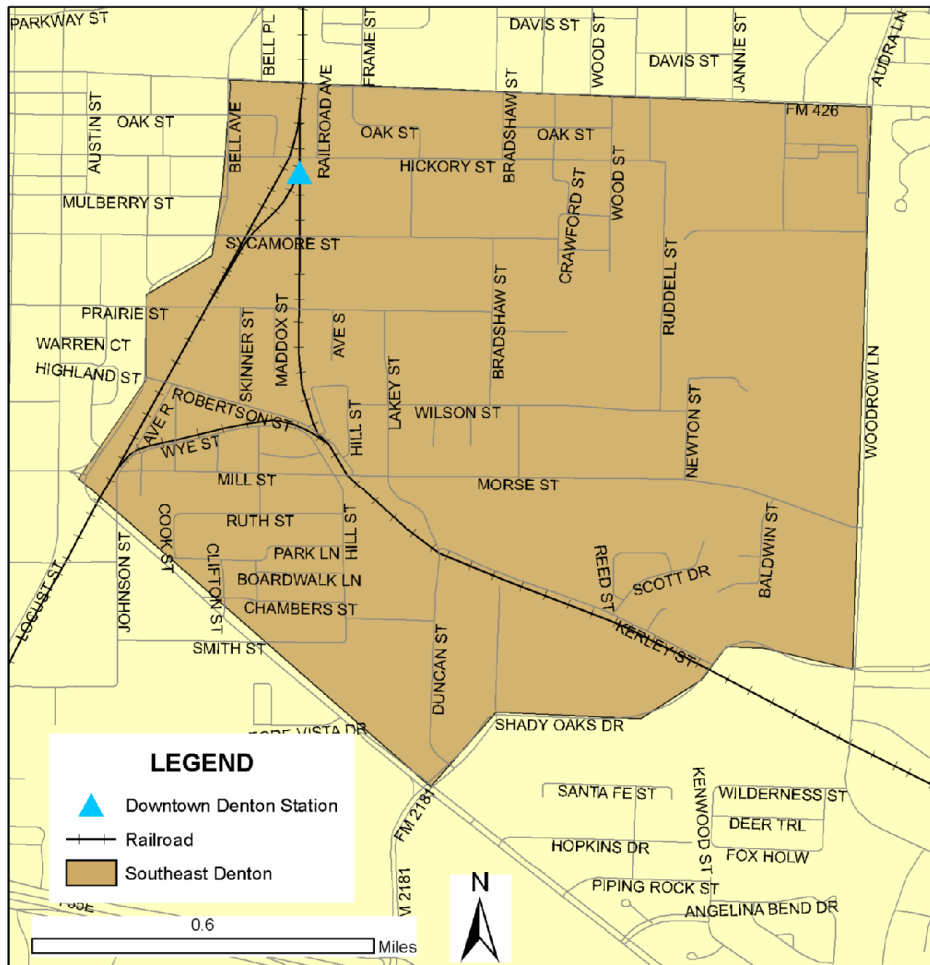 PARKWAY ST
BELL PL
FRAME ST
DAVIS ST
WOOD ST
DAVIS ST
JANNIE ST
AUDRA LN
AUSTIN ST
OAK ST
BELL AVE
RAILROAD AVE
OAK ST
BRADSHAW ST
OAK ST
FM 426
HICKORY ST
WOOD ST
MULBERRY ST
CRAWFORD ST
SYCAMORE ST
RUDDELL ST
PRAIRIE ST
SKINNER ST
MADDOX ST
AVE S
BRADSHAW ST
WARREN CT
HIGHLAND ST
WOODROW LN
AVE R
ROBERTSON ST
HILL ST
LAKEY ST
WILSON ST
NEWTON ST
WYE ST
MILL ST
MORSE ST
COOK ST
RUTH ST
HILL ST
BALDWIN ST
PARK LN
LOCUST ST
JOHNSON ST
CLIFTON ST
BOARDWALK LN
REED ST
SCOTT DR
CHAMBERS ST
SMITH ST
KERLEY ST
DUNCAN ST
VISTA DR
SHADY OAKS DR
LEGEND
Downtown Denton Station
Railroad
Southeast Denton
FM 2181
SANTA FE ST
KENWOOD ST
WILDERNESS ST
DEER TRL
HOPKINS DR
FOX HOLW
FM 2181
PIPING ROCK ST
ANGELINA BEND DR
N
0.6
Miles